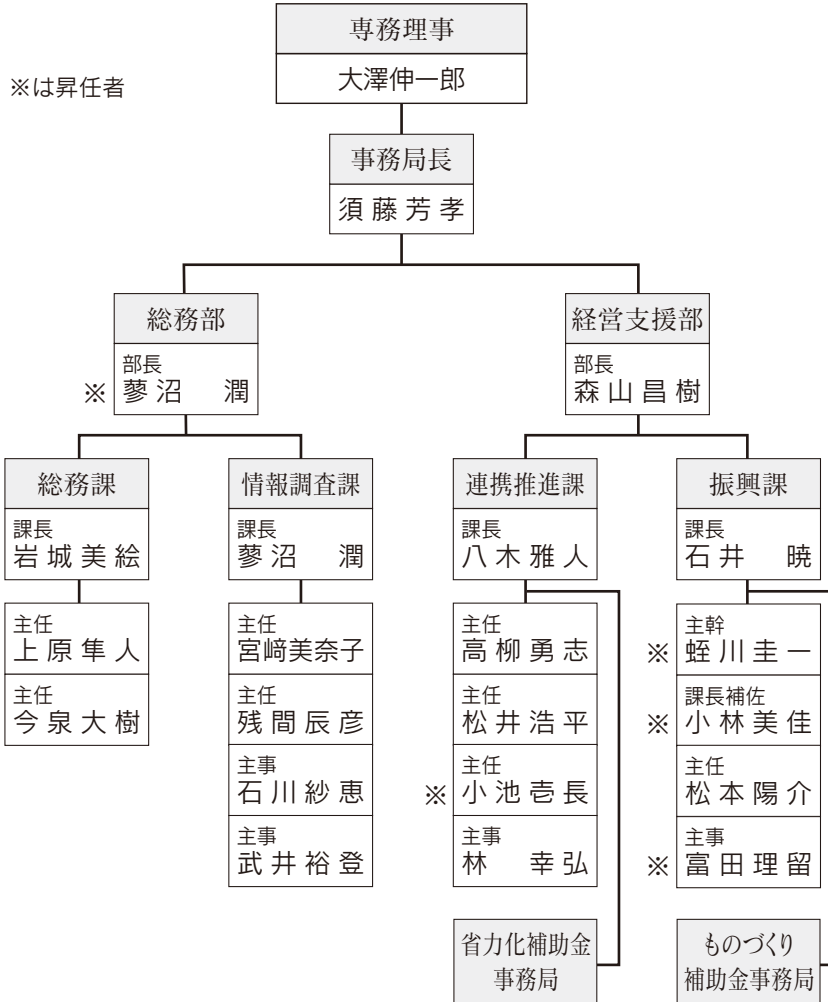 専務理事
大澤伸一郎
※は昇任者
事務局長
須藤芳孝
総務部
部長
※ 蓼沼 潤
経営支援部
部長
森山昌樹
総務課
課長
岩城美絵
主任
上原隼人
主任
今泉大樹
情報調査課
課長
蓼沼 潤
主任
宮﨑美奈子
主任
残間辰彦
主事
石川紗恵
主事
武井裕登
連携推進課
課長
八木雅人
主任
高柳勇志
主任
松井浩平
主任
※ 小池壱長
主事
林 幸弘
省力化補助金
事務局
振興課
課長
石井 暁
主幹
※ 蛭川圭一
課長補佐
※ 小林美佳
主任
松本陽介
主事
※ 富田理留
ものづくり
補助金事務局